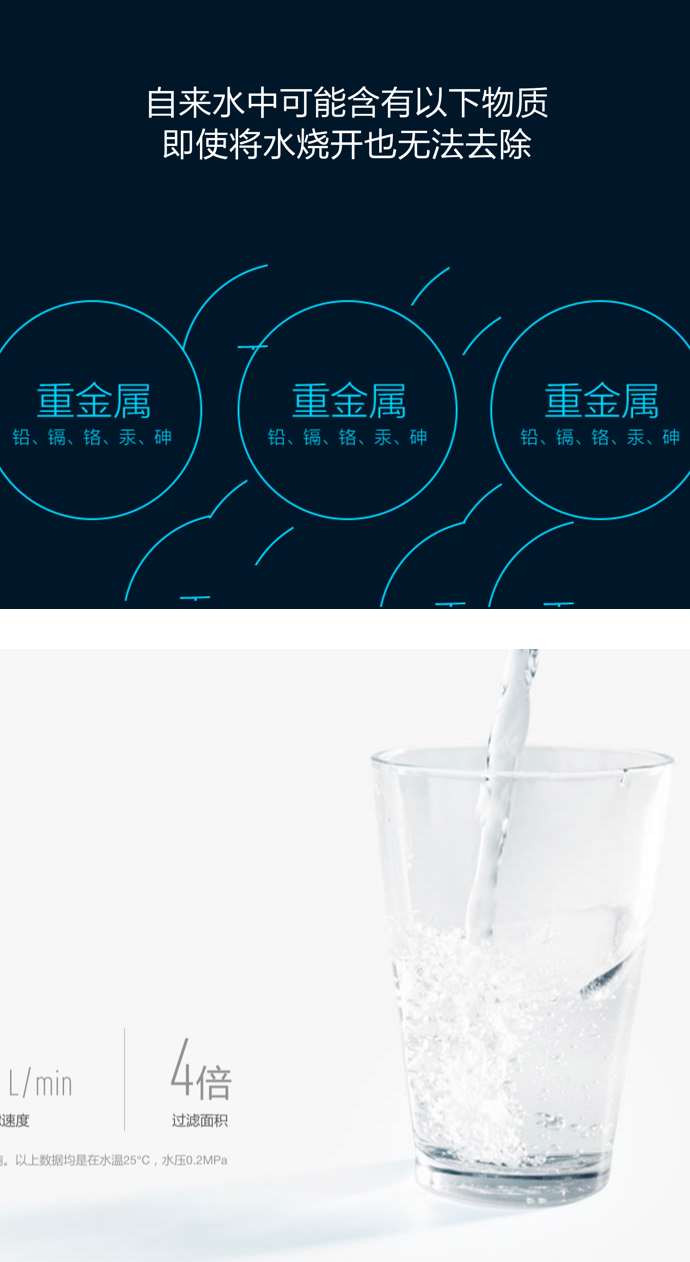 自来水中可能含有以下物质
即使将水烧开也无法去除
重金属
铅、镉、铬、汞、砷
重金属
铅、镉、铬、汞、砷
重金属
铅、镉、铬、汞、砷
L/min
速度
4倍
过滤面积
。以上数据均是在水温25°C，水压0.2MPa